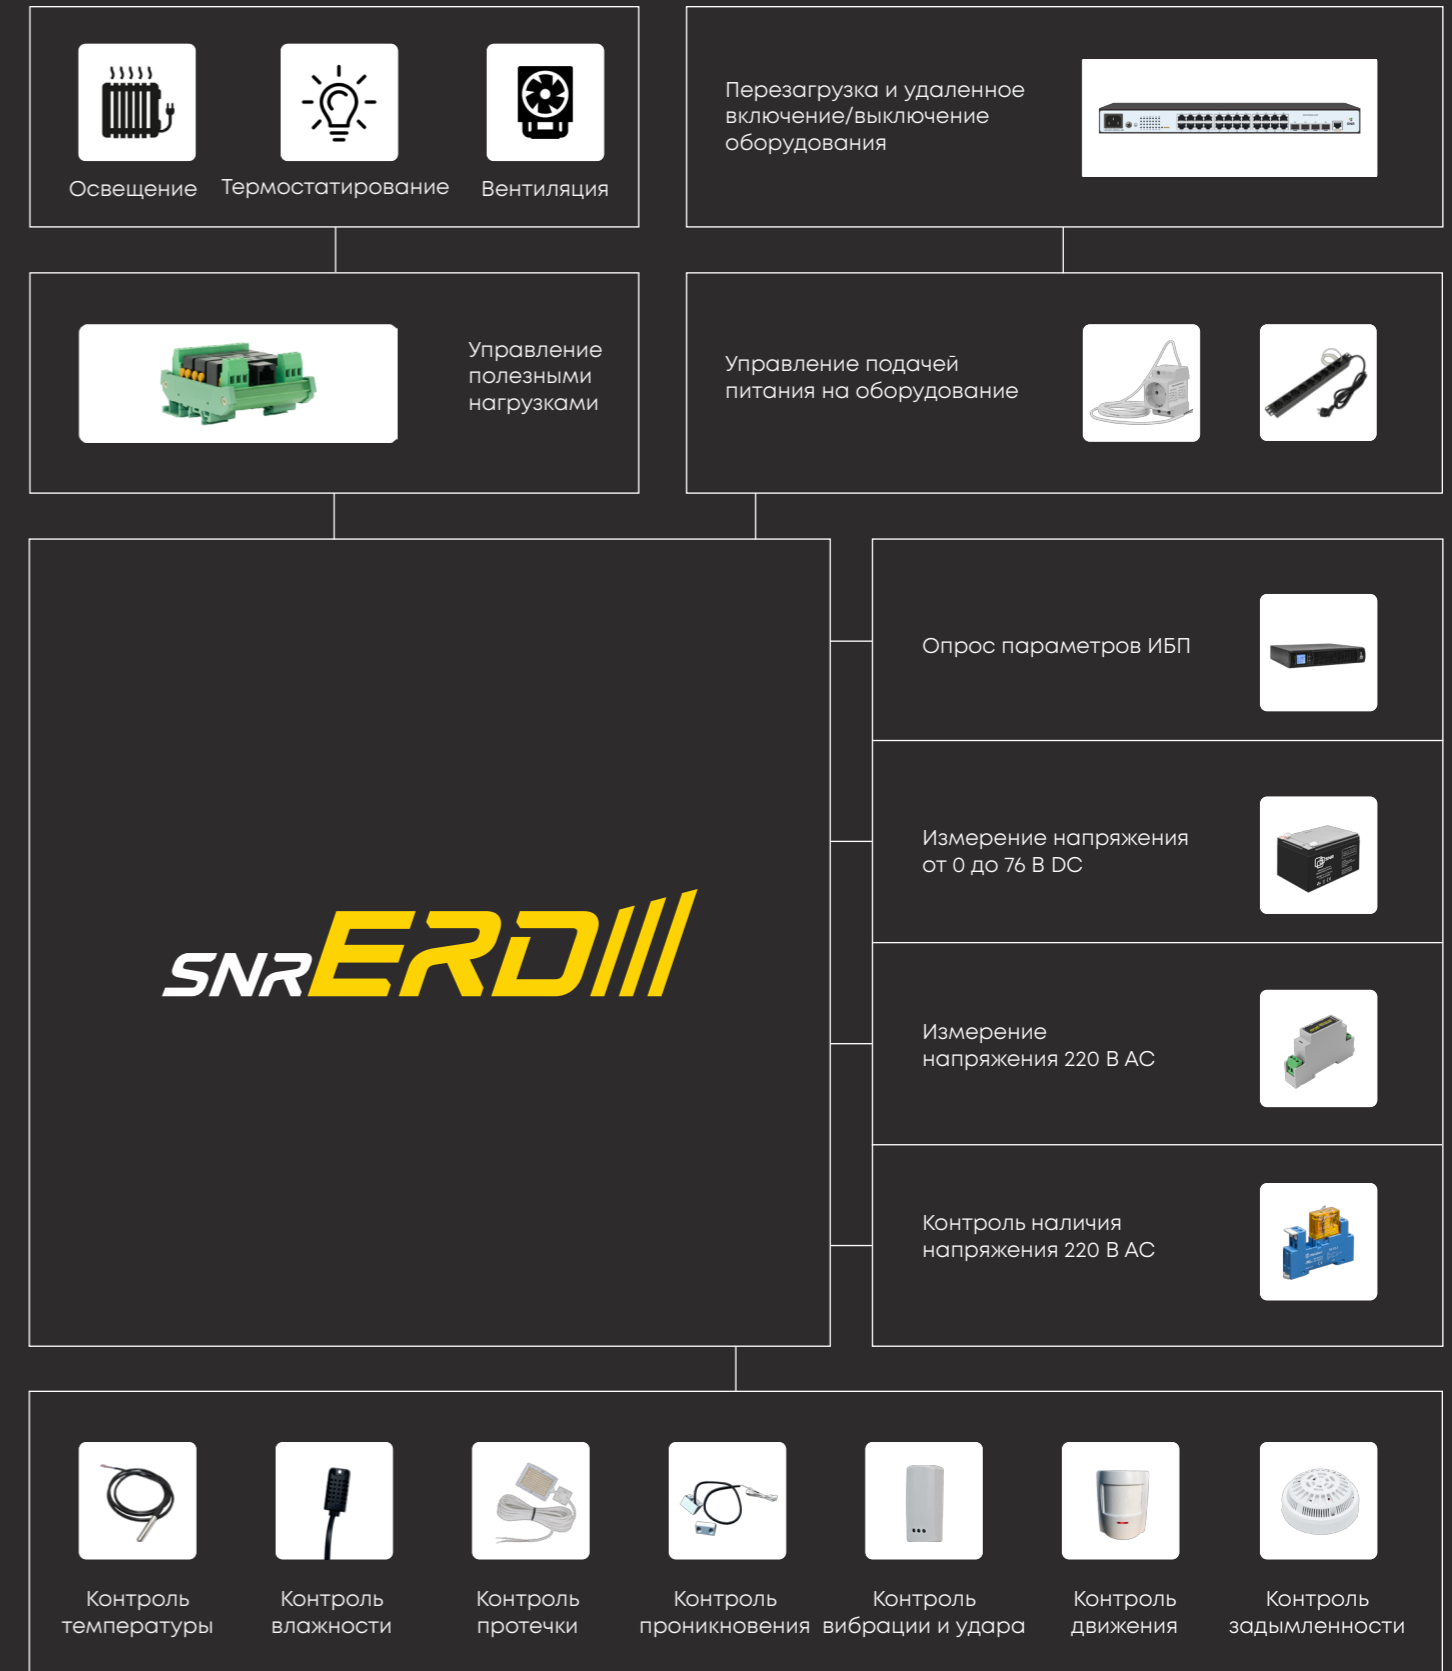 Освещение
Термостатирование
Вентиляция
Перезагрузка и удаленное
включение/выключение
оборудования
Управление
полезными
нагрузками
Управление подачей
питания на оборудование
SNR ERD
Опрос параметров ИБП
Измерение напряжения
от 0 до 76 В DC
Измерение
напряжения 220 В AC
Контроль наличия
напряжения 220 В AC
Контроль
температуры
Контроль
влажности
Контроль
протечки
Контроль
проникновения
Контроль
вибрации и удара
Контроль
движения
Контроль
задымленности